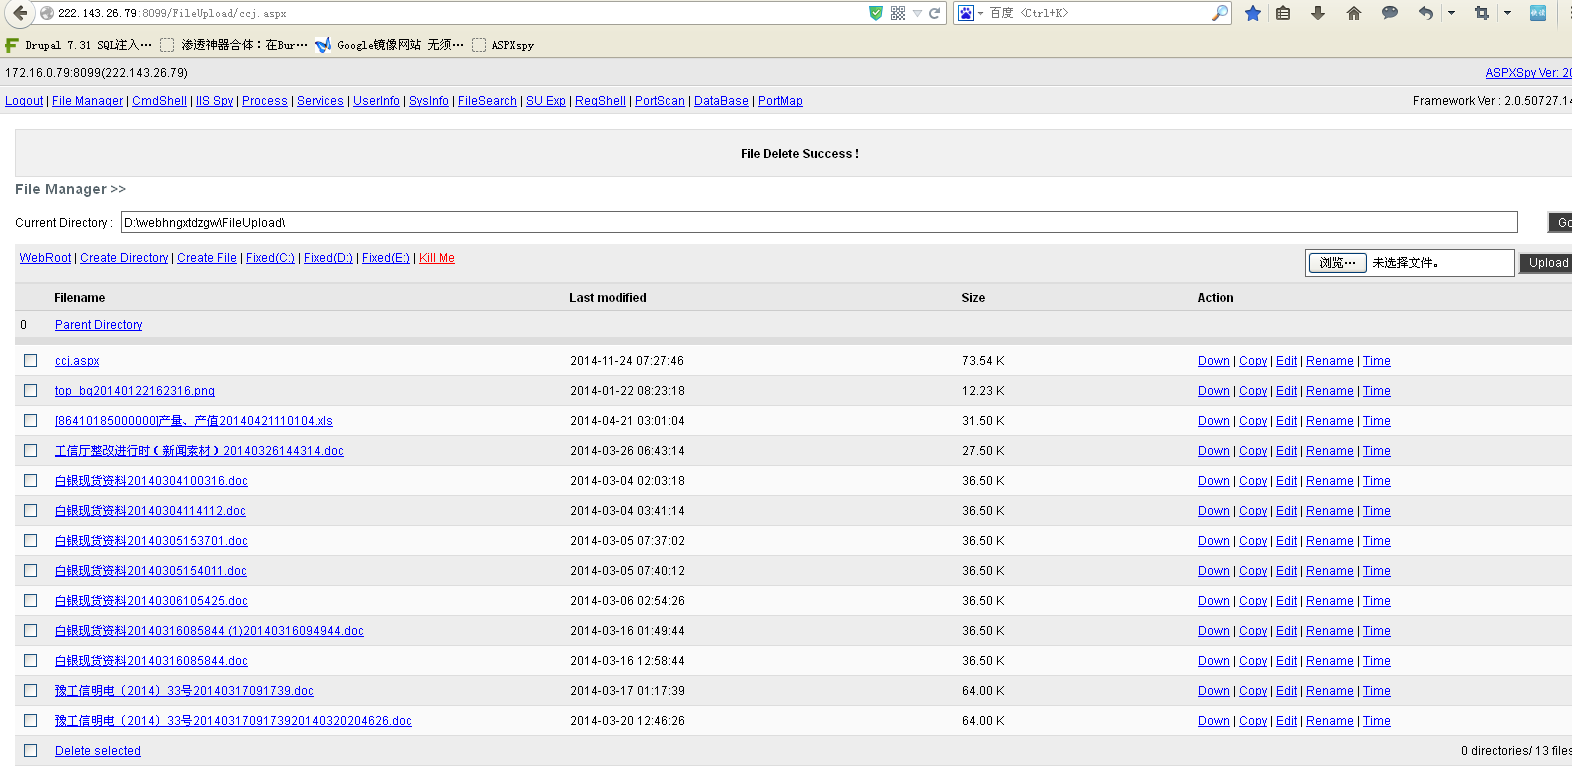 222.143.26.79:8099/FileUpload/ccj.aspx 百度 <Ctrl+K>
Drupal 7.31 SQL注入… 渗透神器合体：在Bur… Google镜像网站 无须… ASPXspy
172.16.0.79:8099(222.143.26.79) ASPXSpy Ver: 20
Logout | File Manager | CmdShell | IIS Spy | Process | Services | UserInfo | SysInfo | FileSearch | SU Exp | RegShell | PortScan | DataBase | PortMap Framework Ver : 2.0.50727.14
File Delete Success !
File Manager >>
Current Directory : D:\webhngxtdzgw\FileUpload\ Go
WebRoot | Create Directory | Create File | Fixed(C:) | Fixed(D:) | Fixed(E:) | Kill Me 浏览… 未选择文件。 Upload
Filename Last modified Size Action
0 Parent Directory
ccj.aspx 2014-11-24 07:27:46 73.54 K Down | Copy | Edit | Rename | Time
top_bg20140122162316.png 2014-01-22 08:23:18 12.23 K Down | Copy | Edit | Rename | Time
[86410185000000]产量、产值20140421110104.xls 2014-04-21 03:01:04 31.50 K Down | Copy | Edit | Rename | Time
工信厅整改进行时（新闻素材）20140326144314.doc 2014-03-26 06:43:14 27.50 K Down | Copy | Edit | Rename | Time
白银现货资料20140304100316.doc 2014-03-04 02:03:18 36.50 K Down | Copy | Edit | Rename | Time
白银现货资料20140304114112.doc 2014-03-04 03:41:14 36.50 K Down | Copy | Edit | Rename | Time
白银现货资料20140305153701.doc 2014-03-05 07:37:02 36.50 K Down | Copy | Edit | Rename | Time
白银现货资料20140305154011.doc 2014-03-05 07:40:12 36.50 K Down | Copy | Edit | Rename | Time
白银现货资料20140306105425.doc 2014-03-06 02:54:26 36.50 K Down | Copy | Edit | Rename | Time
白银现货资料20140316085844 (1)20140316094944.doc 2014-03-16 01:49:44 36.50 K Down | Copy | Edit | Rename | Time
白银现货资料20140316085844.doc 2014-03-16 12:58:44 36.50 K Down | Copy | Edit | Rename | Time
豫工信明电（2014）33号20140317091739.doc 2014-03-17 01:17:39 64.00 K Down | Copy | Edit | Rename | Time
豫工信明电（2014）33号2014031709173920140320204626.doc 2014-03-20 12:46:26 64.00 K Down | Copy | Edit | Rename | Time
Delete selected 0 directories/ 13 files